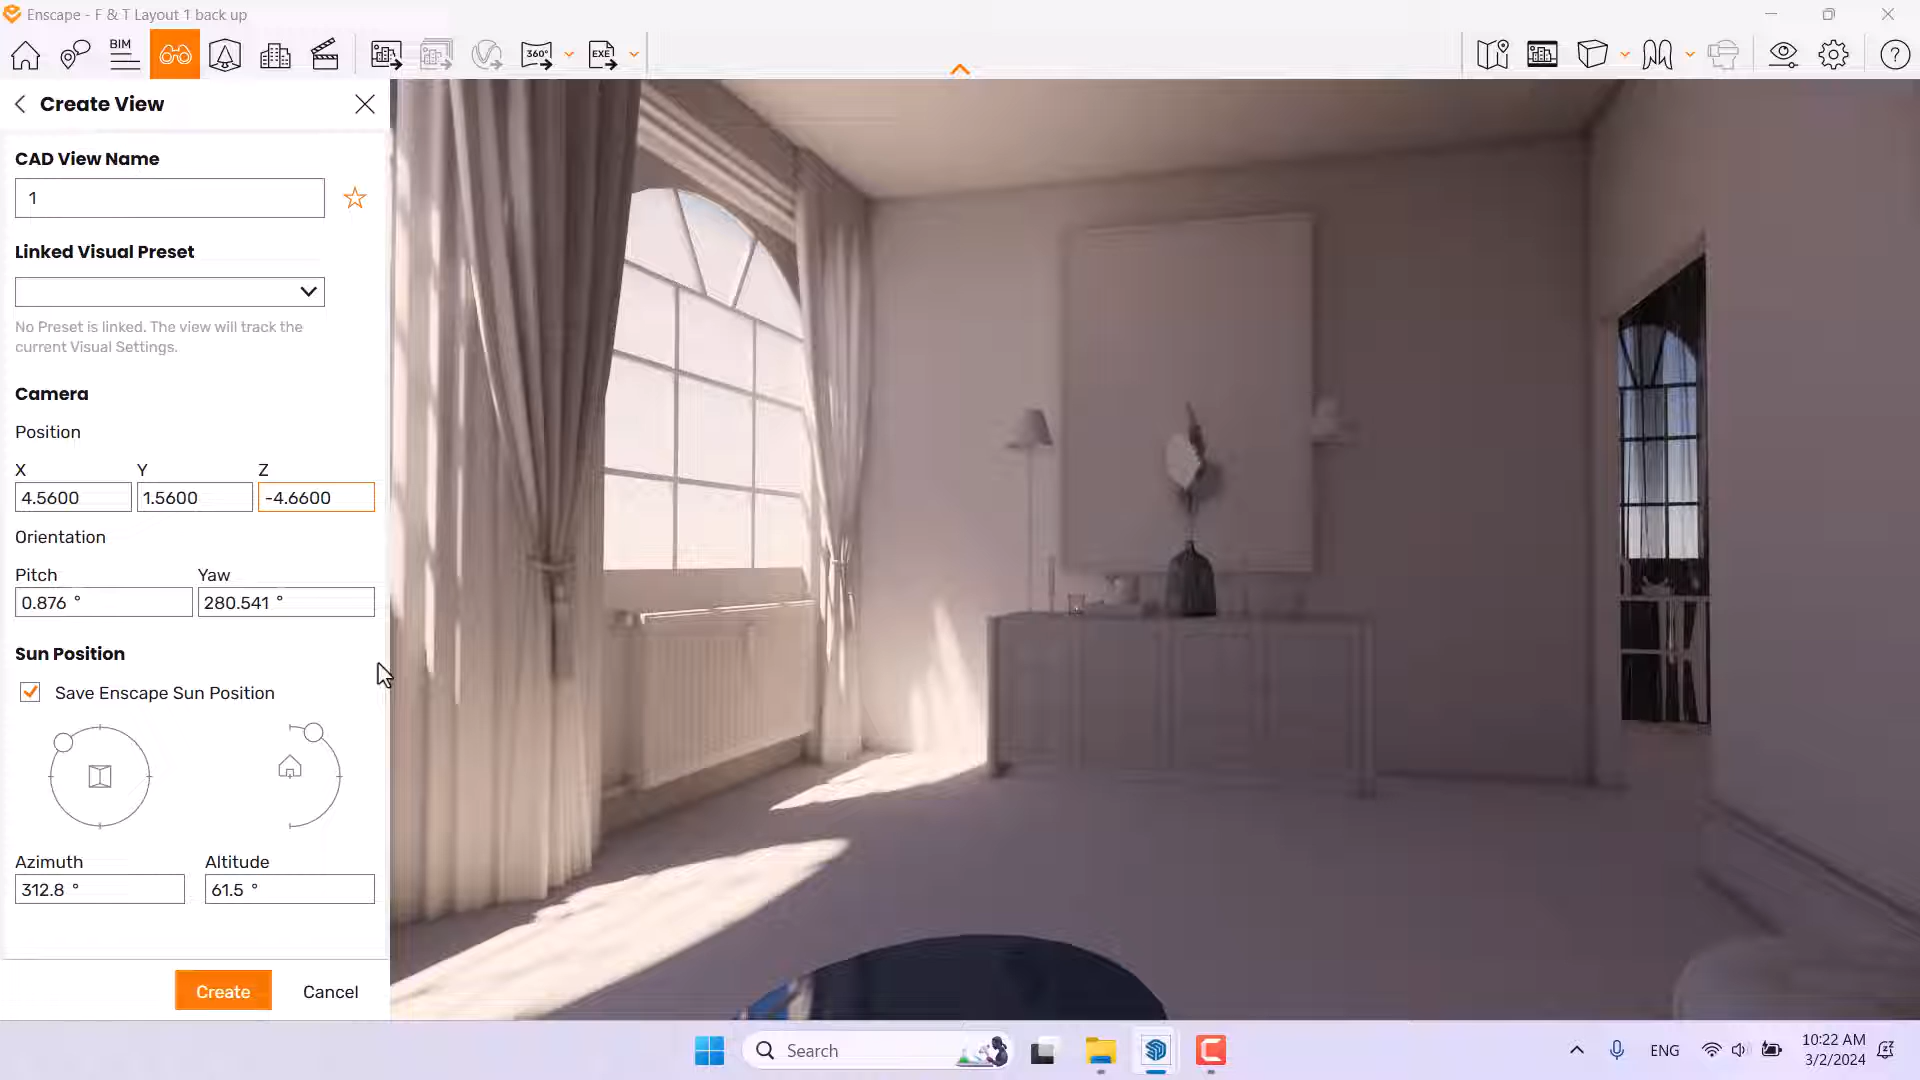 Enscape - F & T Layout 1 back up
BIM
360°
EXE
?
Create View
CAD View Name
1
Linked Visual Preset
No Preset is linked. The view will track the
current Visual Settings.
Camera
Position
X Y Z
4.5600 1.5600 -4.6600
Orientation
Pitch Yaw
0.876 ° 280.541 °
Sun Position
Save Enscape Sun Position
Azimuth Altitude
312.8 ° 61.5 °
Create Cancel
Search
ENG
10:22 AM
3/2/2024